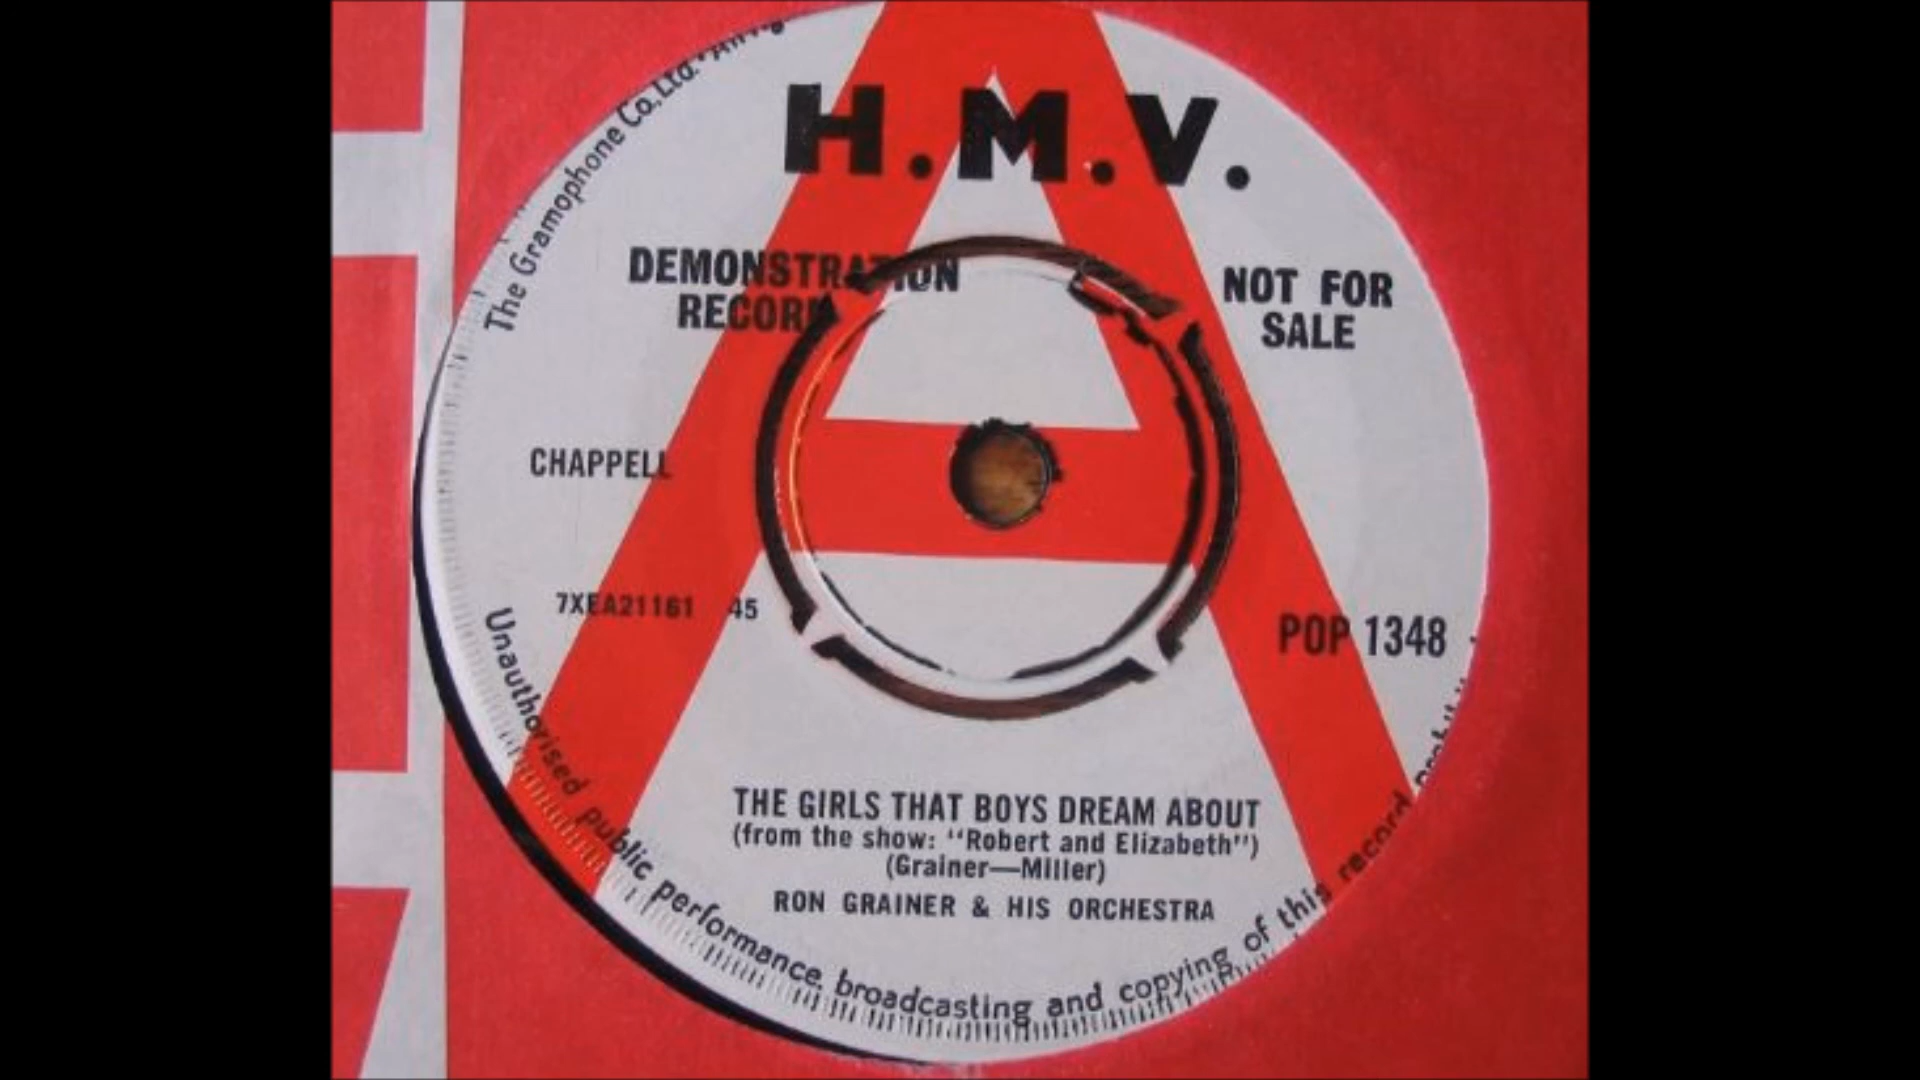 The Gramophone Co. Ltd.
H.M.V.
DEMONSTRATION
RECORD
NOT FOR
SALE
CHAPPELL
7XEA21161 45
POP 1348
THE GIRLS THAT BOYS DREAM ABOUT
(from the show: "Robert and Elizabeth")
(Grainer—Miller)
RON GRAINER & HIS ORCHESTRA
Unauthorised public performance, broadcasting and copying of this record
A